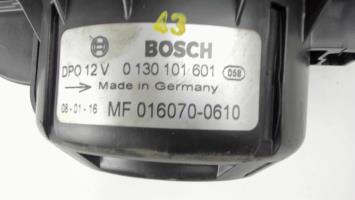 43
BOSCH
DPO 12 V 0 130 101 601 058
Made in Germany
08-01-16 MF 016070-0610